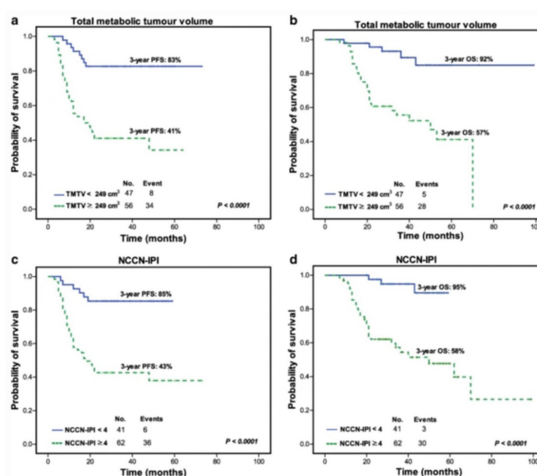 a
Total metabolic tumour volume
Probability of survival
1.0
0.8
0.6
0.4
0.2
0.0
3-year PFS: 83%
3-year PFS: 41%
No. Event
TMTV < 249 cm³ 47 8
TMTV ≥ 249 cm³ 56 34
P < 0.0001
0 20 40 60 80 100
Time (months)
b
Total metabolic tumour volume
Probability of survival
1.0
0.8
0.6
0.4
0.2
0.0
3-year OS: 92%
3-year OS: 57%
No. Events
TMTV < 249 cm³ 47 5
TMTV ≥ 249 cm³ 56 28
P < 0.0001
0 20 40 60 80 100
Time (months)
c
NCCN-IPI
Probability of survival
1.0
0.8
0.6
0.4
0.2
0.0
3-year PFS: 85%
3-year PFS: 43%
No. Events
NCCN-IPI < 4 41 6
NCCN-IPI ≥ 4 62 36
P < 0.0001
0 20 40 60 80 100
Time (months)
d
NCCN-IPI
Probability of survival
1.0
0.8
0.6
0.4
0.2
0.0
3-year OS: 95%
3-year OS: 58%
No. Events
NCCN-IPI < 4 41 3
NCCN-IPI ≥ 4 62 30
P < 0.0001
0 20 40 60 80 100
Time (months)